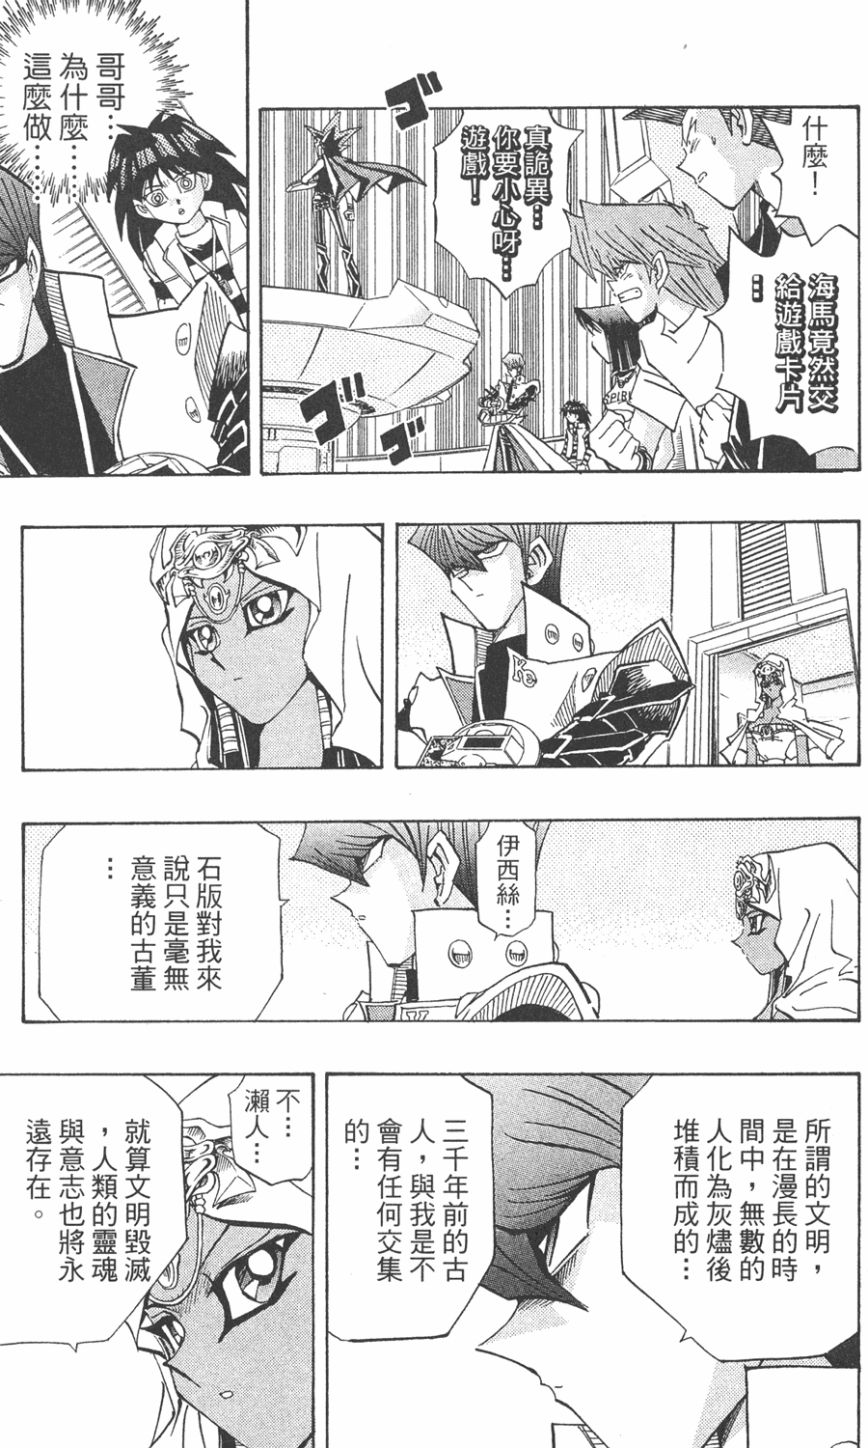 什麼！
海馬竟然交
給遊戲卡片
…
真詭異…
你要小心呀…
遊戲！
ゴ
ゴ
ゴ
哥哥…
為什麼……
這麼做……
伊西絲…
石版對我來
說只是毫無
意義的古董
…
所謂的文明，
是在漫長的時
間中，無數的
人化為灰燼後
堆積而成的…
三千年前的古
人，與我是不
會有任何交集
的…
不…
瀨人…
就算文明毀滅
，人類的靈魂
與意志也將永
遠存在。